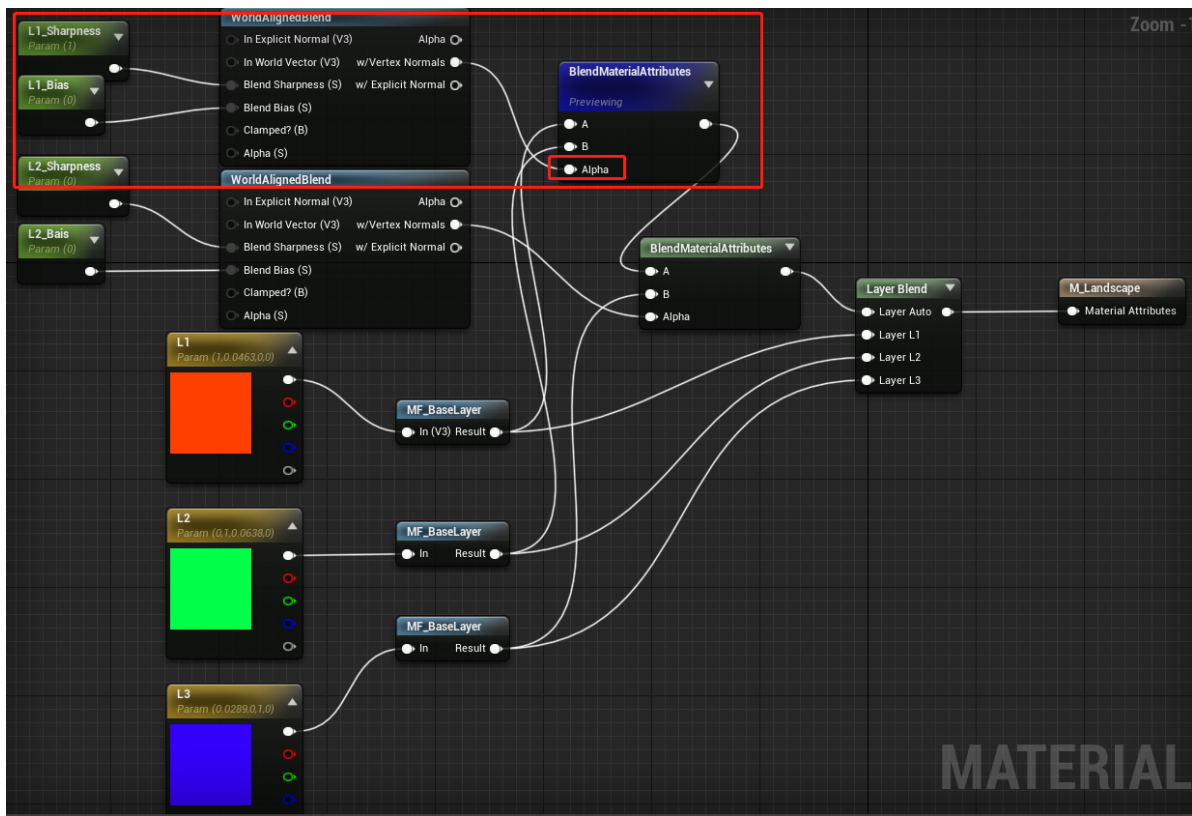 Zoom -1
L1_Sharpness
Param (1)
L1_Bias
Param (0)
L2_Sharpness
Param (0)
L2_Bais
Param (0)
WorldAlignedBlend
In Explicit Normal (V3) Alpha
In World Vector (V3) w/Vertex Normals
Blend Sharpness (S) w/ Explicit Normal
Blend Bias (S)
Clamped? (B)
Alpha (S)
WorldAlignedBlend
In Explicit Normal (V3) Alpha
In World Vector (V3) w/Vertex Normals
Blend Sharpness (S) w/ Explicit Normal
Blend Bias (S)
Clamped? (B)
Alpha (S)
BlendMaterialAttributes
Previewing
A
B
Alpha
BlendMaterialAttributes
A
B
Alpha
Layer Blend
Layer Auto
Layer L1
Layer L2
Layer L3
M_Landscape
Material Attributes
L1
Param (1,0.0463,0,0)
MF_BaseLayer
In (V3) Result
L2
Param (0,1,0.0638,0)
MF_BaseLayer
In Result
MF_BaseLayer
In Result
L3
Param (0.0289,0,1,0)
MATERIAL